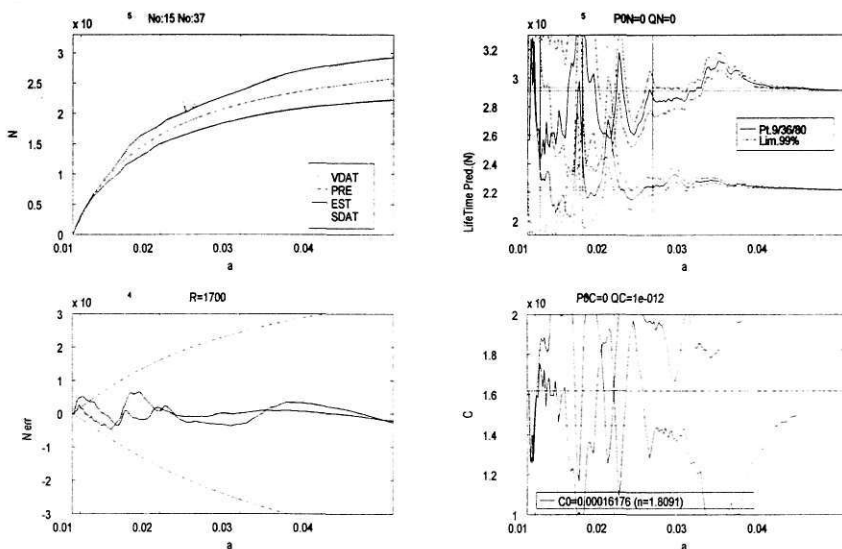 x 10
5
No:15 No:37
3
2.5
2
1.5
1
0.5
0
N
VDAT
PRE
EST
SDAT
0.01
0.02
0.03
0.04
a
x 10
5
P0N=0 QN=0
3.2
3
2.8
2.6
2.4
2.2
2
LifeTime Pred.(N)
Pt.9/36/80
Lim.99%
0.01
0.02
0.03
0.04
a
x 10
4
R=1700
3
2
1
0
-1
-2
-3
N err
0.01
0.02
0.03
0.04
a
x 10
QC=1e-012
2
1.8
1.6
1.4
1.2
1
C
C0=0.00016176 (n=1.8091)
0.01
0.02
0.03
0.04
a